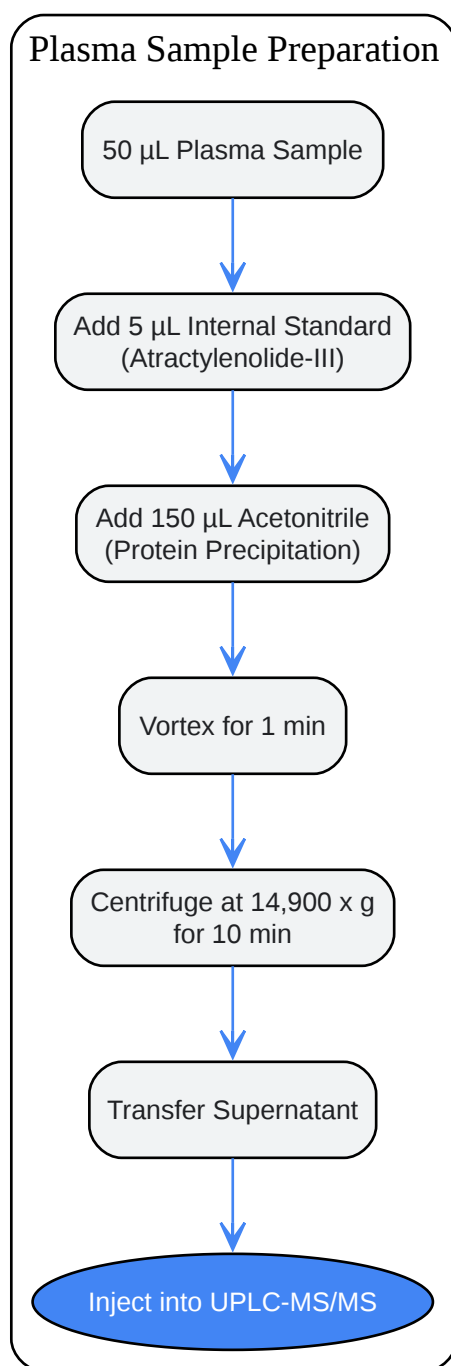 Plasma Sample Preparation
50 µL Plasma Sample
Add 5 µL Internal Standard
(Atractylenolide-III)
Add 150 µL Acetonitrile
(Protein Precipitation)
Vortex for 1 min
Centrifuge at 14,900 x g
for 10 min
Transfer Supernatant
Inject into UPLC-MS/MS